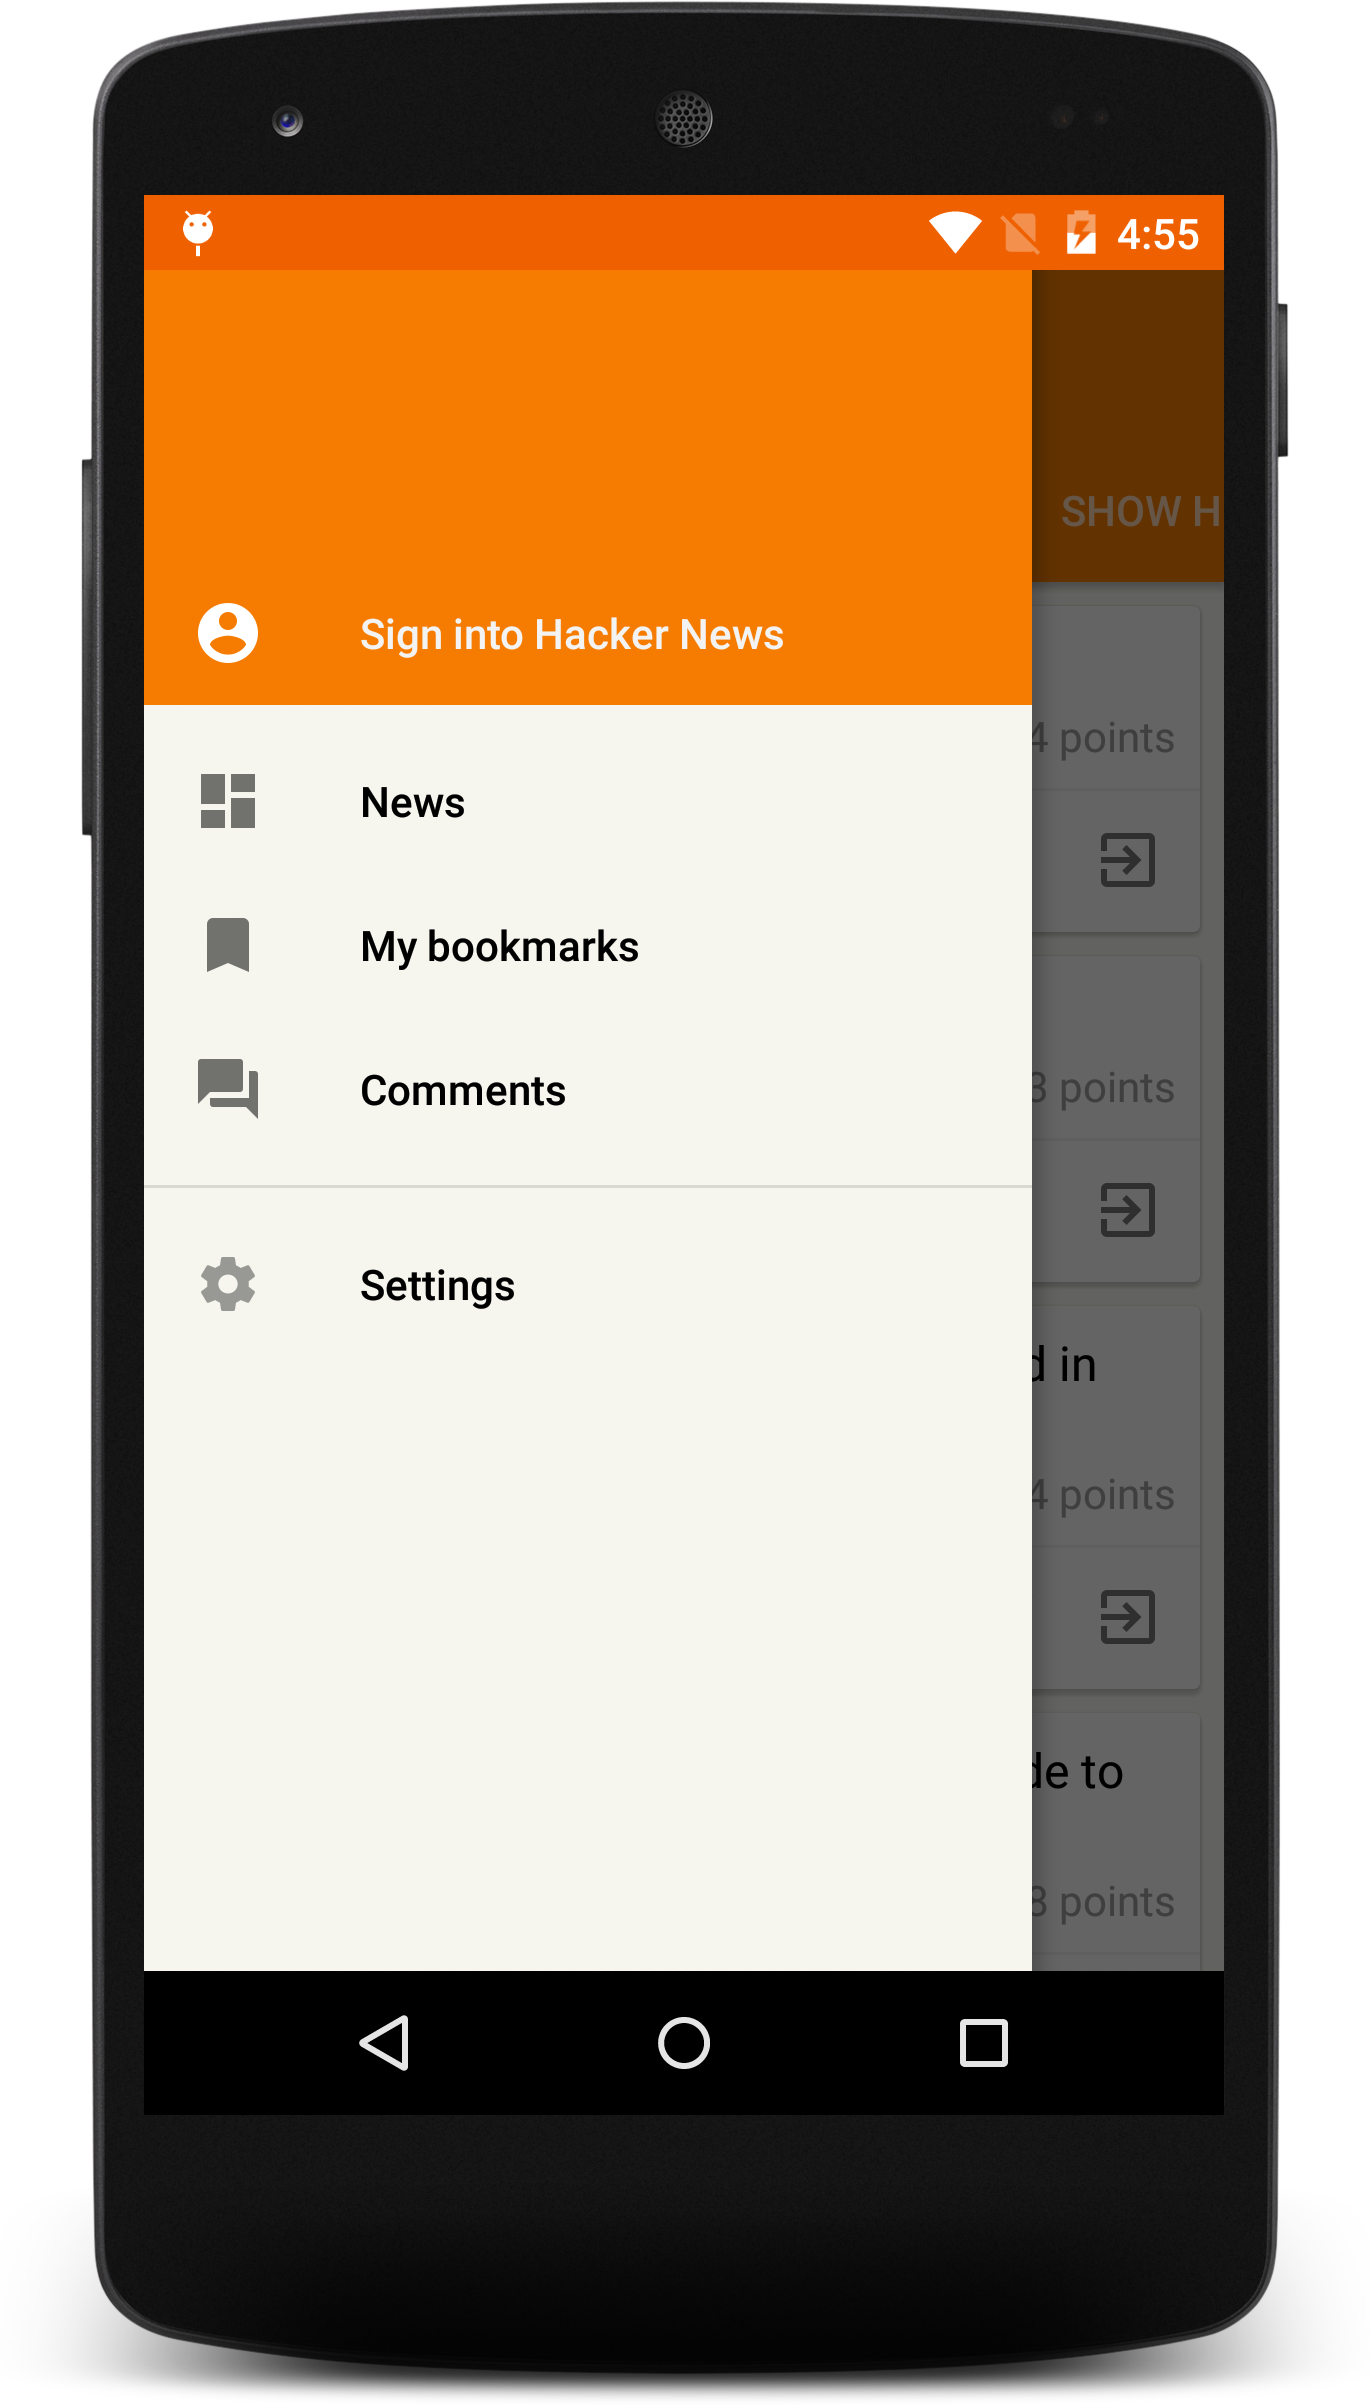 4:55
SHOW H
Sign into Hacker News
4 points
News
My bookmarks
3 points
Comments
Settings
d in
4 points
de to
8 points